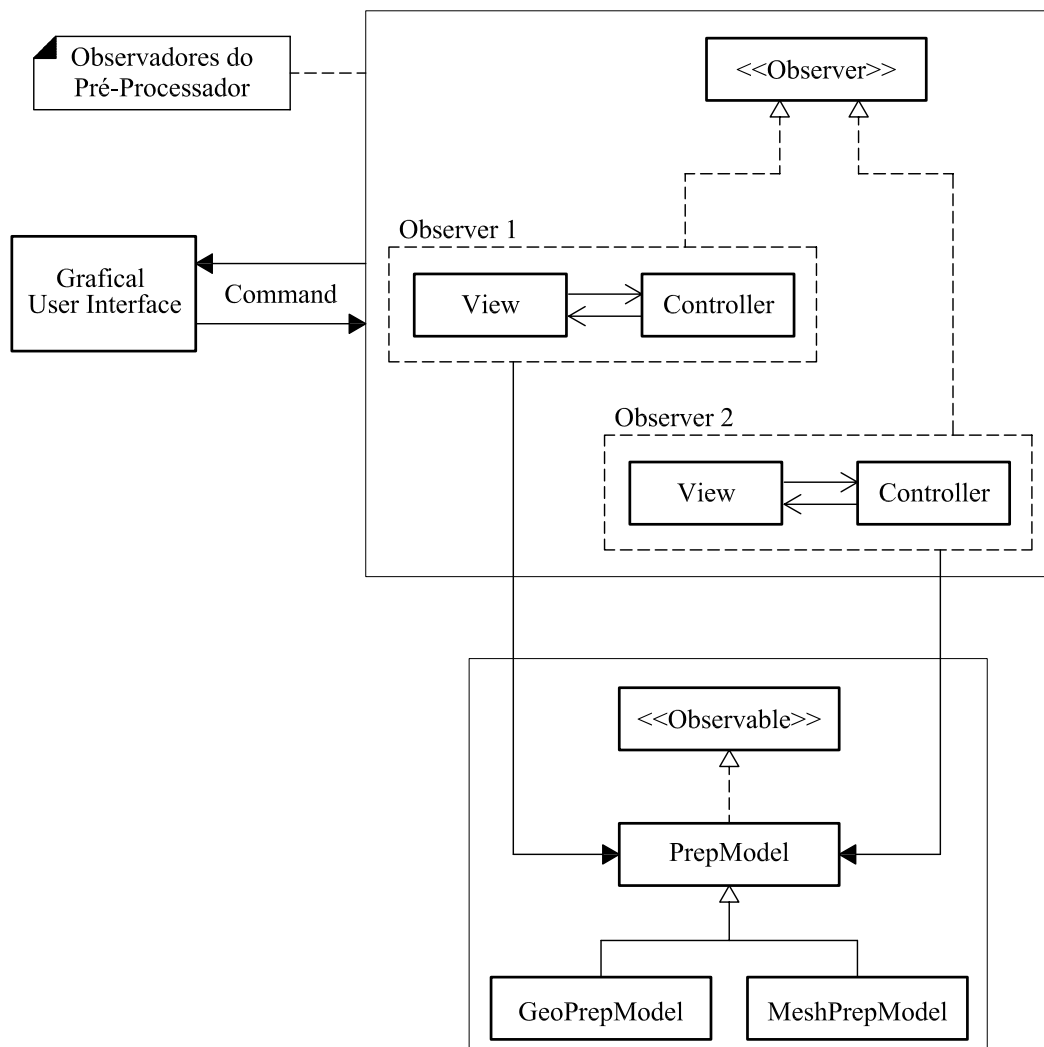 Observadores do
Pré-Processador
<<Observer>>
Observer 1
Grafical
User Interface
Command
View
Controller
Observer 2
View
Controller
<<Observable>>
PrepModel
GeoPrepModel
MeshPrepModel